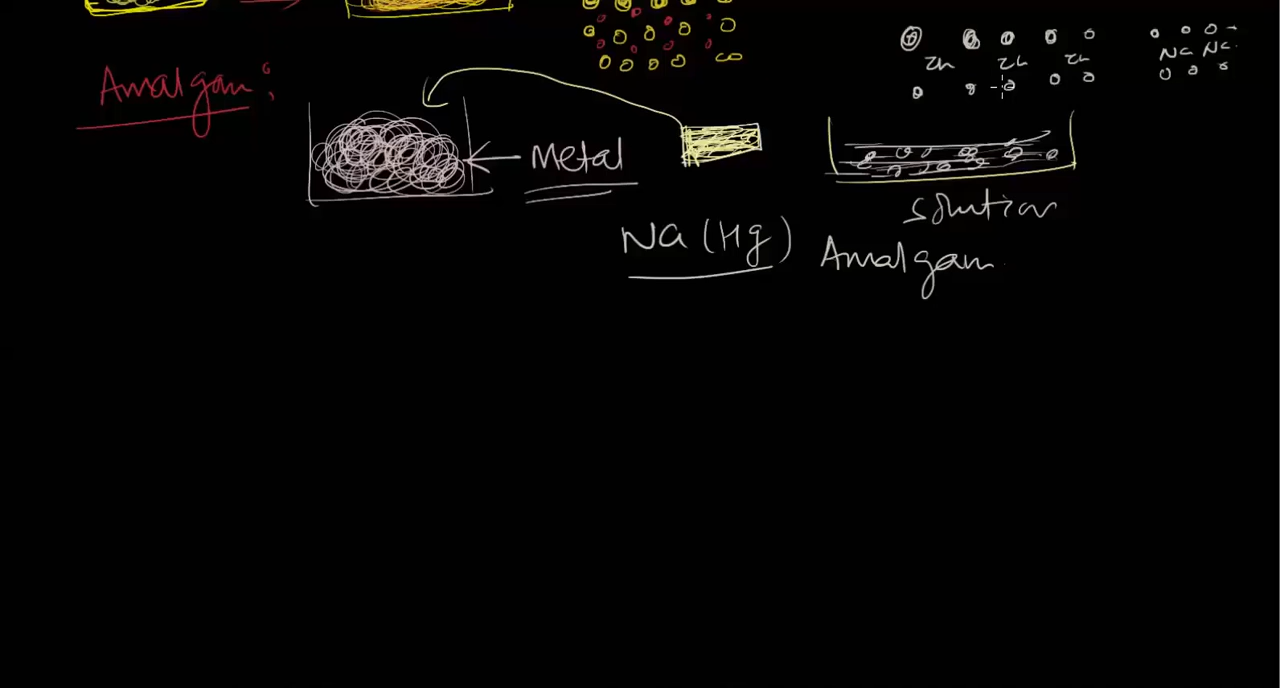 Amalgam :
Zn Zn Zn
Na Na
Metal
Solution
Na (Hg) Amalgam